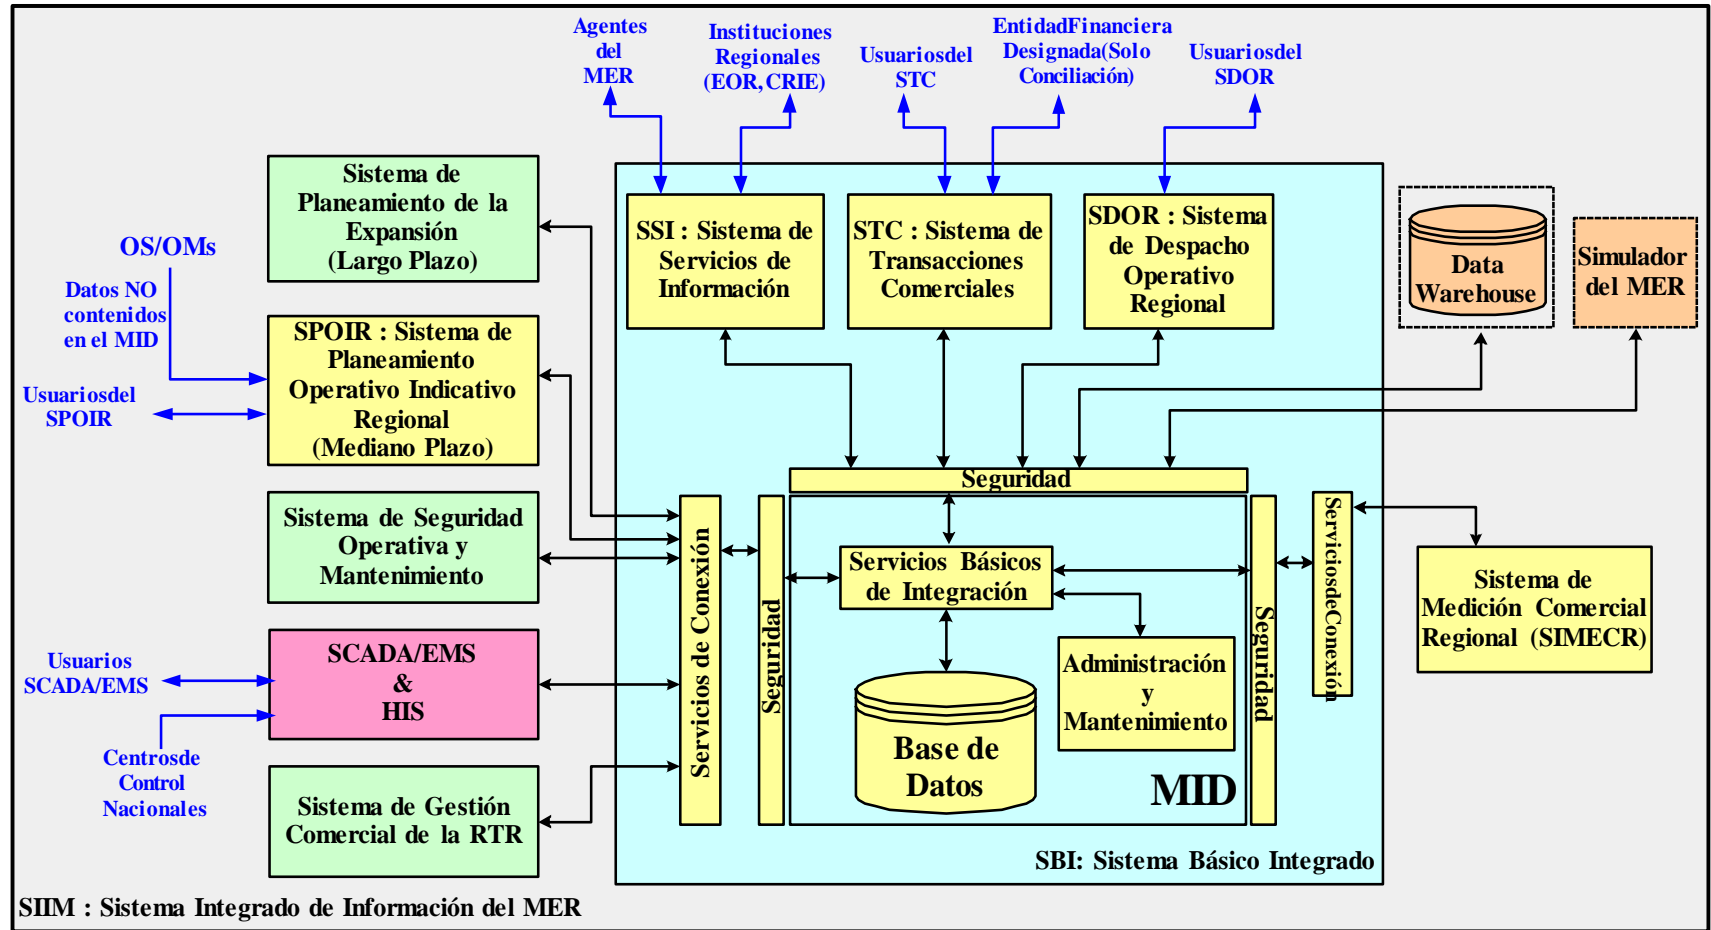 Agentes
del
MER
Instituciones
Regionales
(EOR, CRIE)
Usuariosdel
STC
EntidadFinanciera
Designada(Solo
Conciliación)
Usuariosdel
SDOR
Sistema de
Planeamiento de la
Expansión
(Largo Plazo)
SSI : Sistema de
Servicios de
Información
STC : Sistema de
Transacciones
Comerciales
SDOR : Sistema
de Despacho
Operativo
Regional
Data
Warehouse
Simulador
del MER
OS/OMs
Datos NO
contenidos
en el MID
SPOIR : Sistema de
Planeamiento
Operativo Indicativo
Regional
(Mediano Plazo)
Usuariosdel
SPOIR
Seguridad
Sistema de Seguridad
Operativa y
Mantenimiento
Servicios de Conexión
Seguridad
Servicios Básicos
de Integración
Seguridad
ServiciosdeConexión
Sistema de
Medición Comercial
Regional (SIMECR)
Usuarios
SCADA/EMS
SCADA/EMS
&
HIS
Administración
y
Mantenimiento
Base de
Datos
MID
Centrosde
Control
Nacionales
Sistema de Gestión
Comercial de la RTR
SBI: Sistema Básico Integrado
SIIM : Sistema Integrado de Información del MER